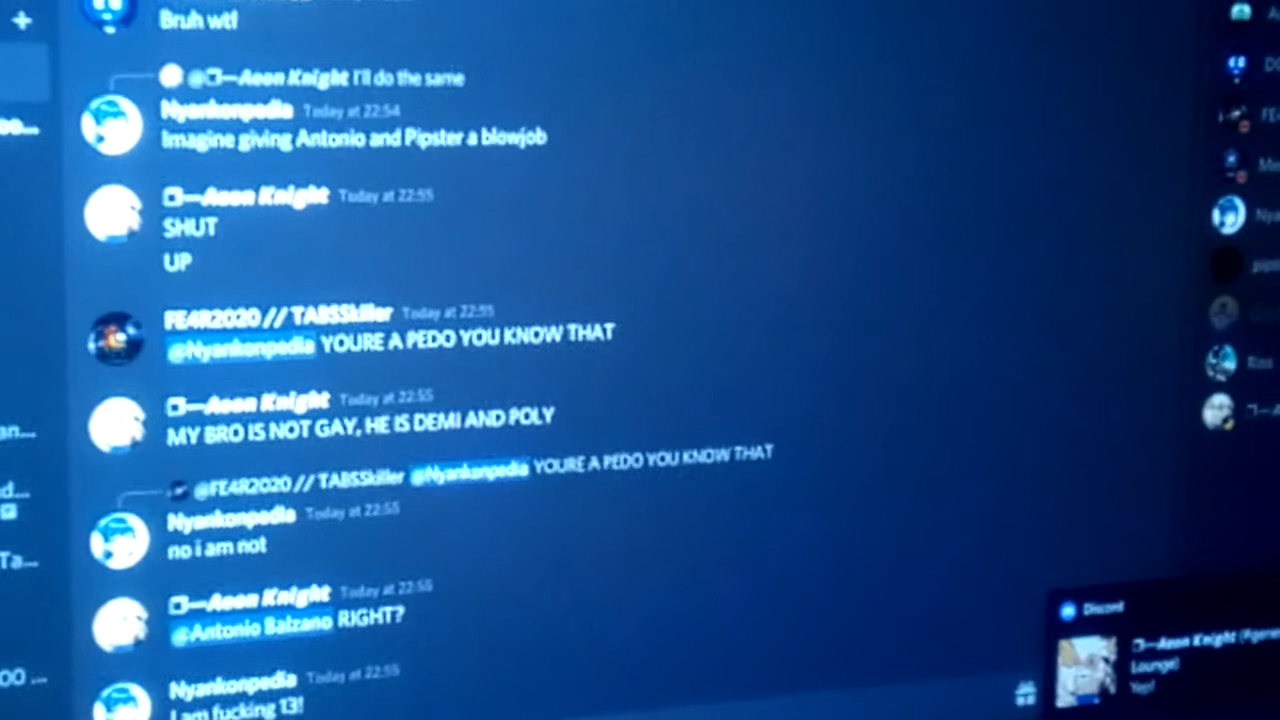 Bruh wtf
@❒—Aeon Knight I'll do the same
Nyankonpedia Today at 22:54
Imagine giving Antonio and Pipster a blowjob
❒—Aeon Knight Today at 22:55
SHUT
UP
FE4R2020 // TABSSkiller Today at 22:55
@Nyankonpedia YOURE A PEDO YOU KNOW THAT
❒—Aeon Knight Today at 22:55
MY BRO IS NOT GAY, HE IS DEMI AND POLY
@FE4R2020 // TABSSkiller @Nyankonpedia YOURE A PEDO YOU KNOW THAT
Nyankonpedia Today at 22:55
no i am not
❒—Aeon Knight Today at 22:55
@Antonio Balzano RIGHT?
Nyankonpedia Today at 22:55
I am fucking 13!
Discord
❒—Aeon Knight
Lounge)
Yep!